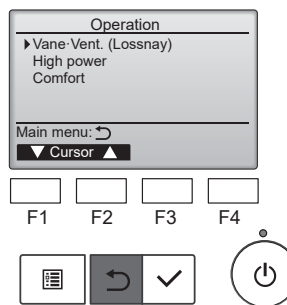 Operation
Vane·Vent. (Lossnay)
High power
Comfort
Main menu:
Cursor
F1 F2 F3 F4